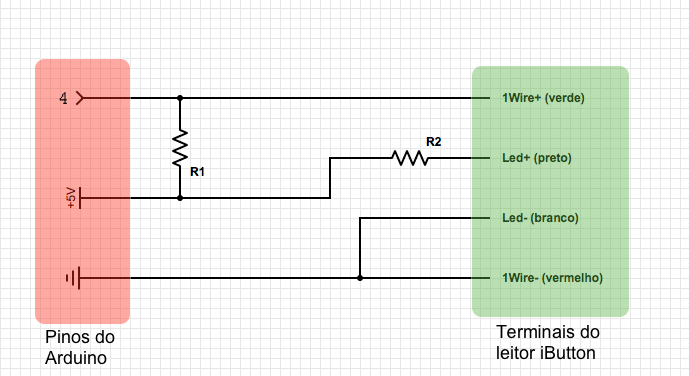 4
1Wire+ (verde)
R2
Led+ (preto)
R1
+5V
Led- (branco)
1Wire- (vermelho)
Pinos do
Arduino
Terminais do
leitor iButton